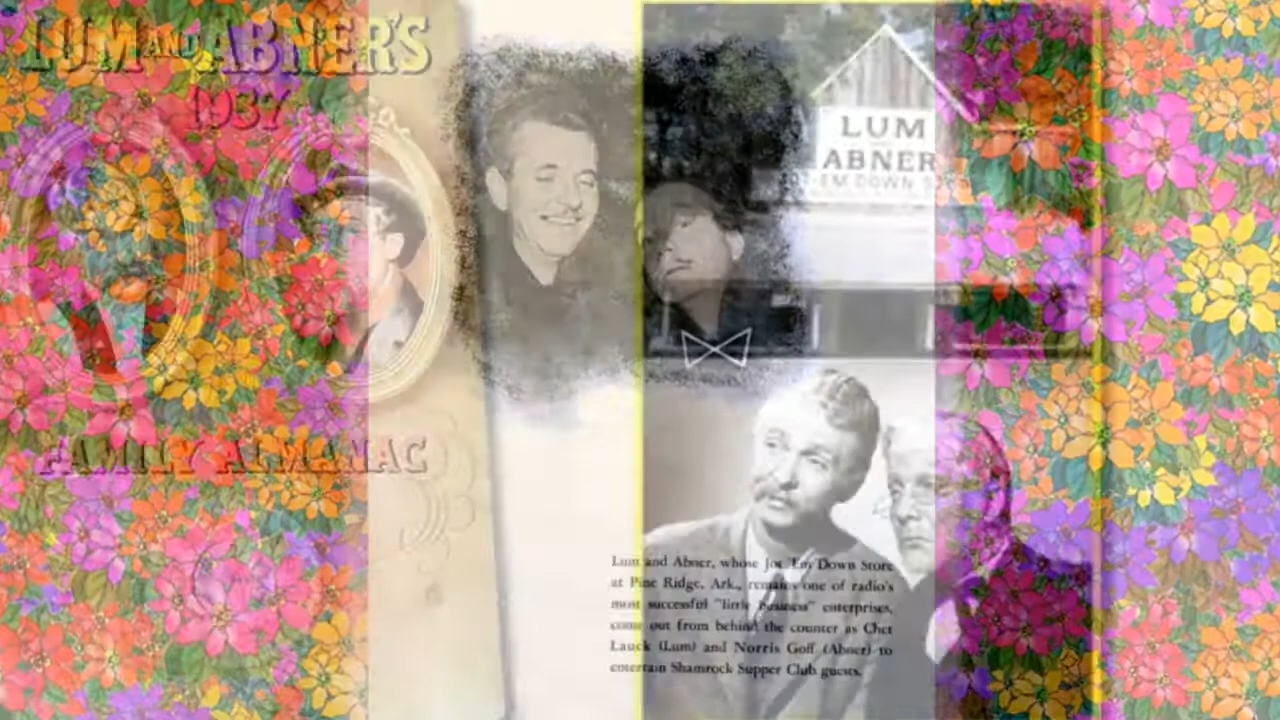 LUM AND ABNER'S
1937
FAMILY ALMANAC
LUM
ABNER
'EM DOWN
Lum and Abner, whose Jot 'Em Down Store
at Pine Ridge, Ark., remains one of radio's
most successful "little business" enterprises,
come out from behind the counter as Chet
Lauck (Lum) and Norris Goff (Abner) to
entertain Shamrock Supper Club guests.